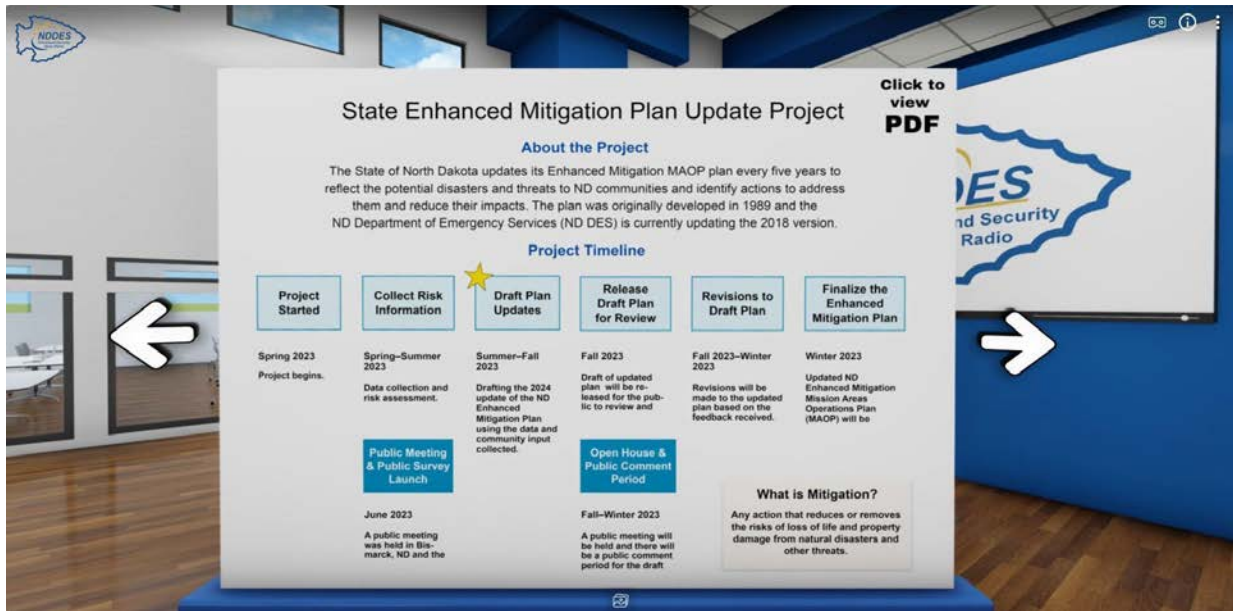 NDDES
Click to
view
PDF
State Enhanced Mitigation Plan Update Project
About the Project
The State of North Dakota updates its Enhanced Mitigation MAOP plan every five years to
reflect the potential disasters and threats to ND communities and identify actions to address
them and reduce their impacts. The plan was originally developed in 1989 and the
ND Department of Emergency Services (ND DES) is currently updating the 2018 version.
Project Timeline
Project
Started
Spring 2023
Project begins.
Collect Risk
Information
Spring–Summer
2023
Data collection and
risk assessment.
Public Meeting
& Public Survey
Launch
June 2023
A public meeting
was held in Bis-
marck, ND and the
Draft Plan
Updates
Summer–Fall
2023
Drafting the 2024
update of the ND
Enhanced
Mitigation Plan
using the data and
community input
collected.
Release
Draft Plan
for Review
Fall 2023
Draft of updated
plan will be re-
leased for the pub-
lic to review and
Open House &
Public Comment
Period
Fall–Winter 2023
A public meeting will
be held and there will
be a public comment
period for the draft
Revisions to
Draft Plan
Fall 2023–Winter
2023
Revisions will be
made to the updated
plan based on the
feedback received.
Finalize the
Enhanced
Mitigation Plan
Winter 2023
Updated ND
Enhanced Mitigation
Mission Areas
Operations Plan
(MAOP) will be
What is Mitigation?
Any action that reduces or removes
the risks of loss of life and property
damage from natural disasters and
other threats.
DES
nd Security
Radio